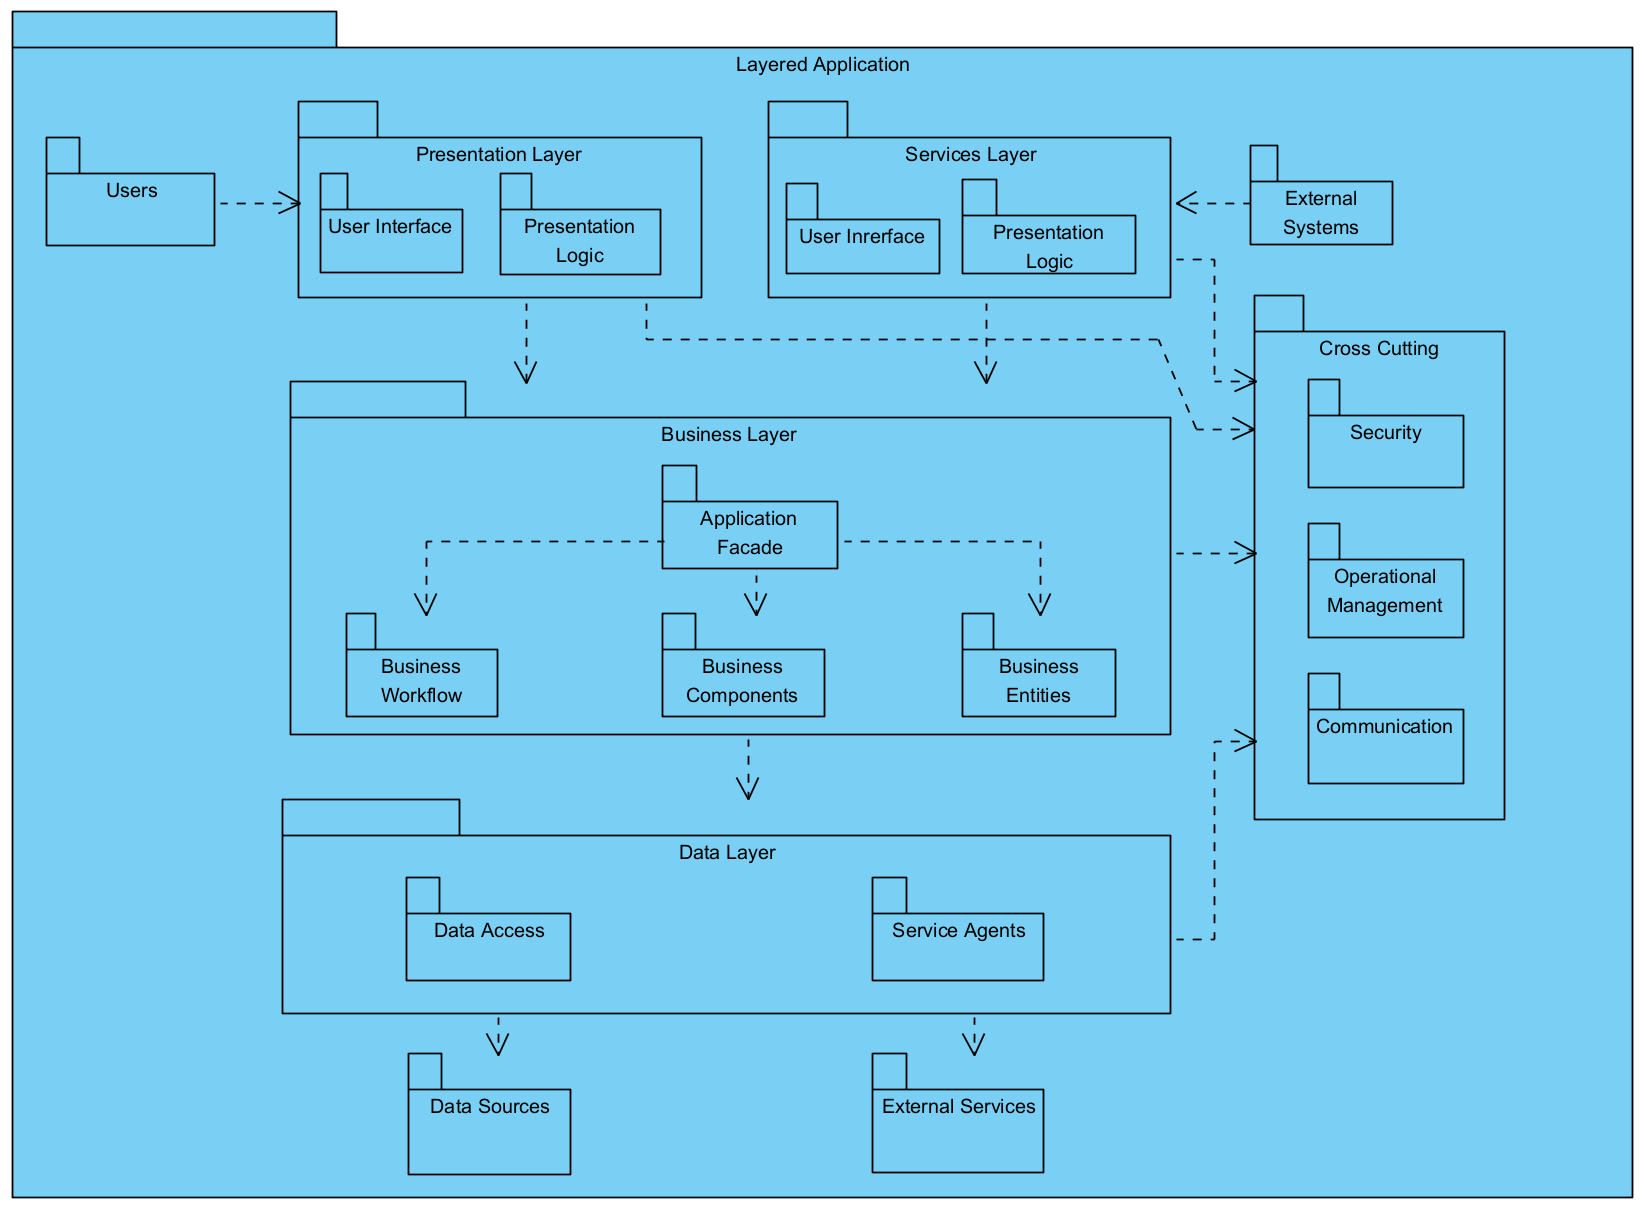 Layered Application
Users
Presentation Layer
User Interface
Presentation
Logic
Services Layer
User Inrerface
Presentation
Logic
External
Systems
Cross Cutting
Security
Operational
Management
Communication
Business Layer
Application
Facade
Business
Workflow
Business
Components
Business
Entities
Data Layer
Data Access
Service Agents
Data Sources
External Services